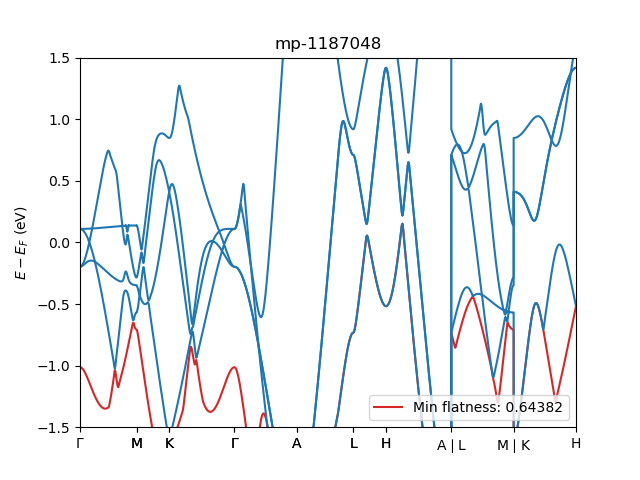 mp-1187048
1.5
1.0
0.5
0.0
−0.5
−1.0
−1.5
E − E_F (eV)
Min flatness: 0.64382
Γ M K Γ A L H A | L M | K H